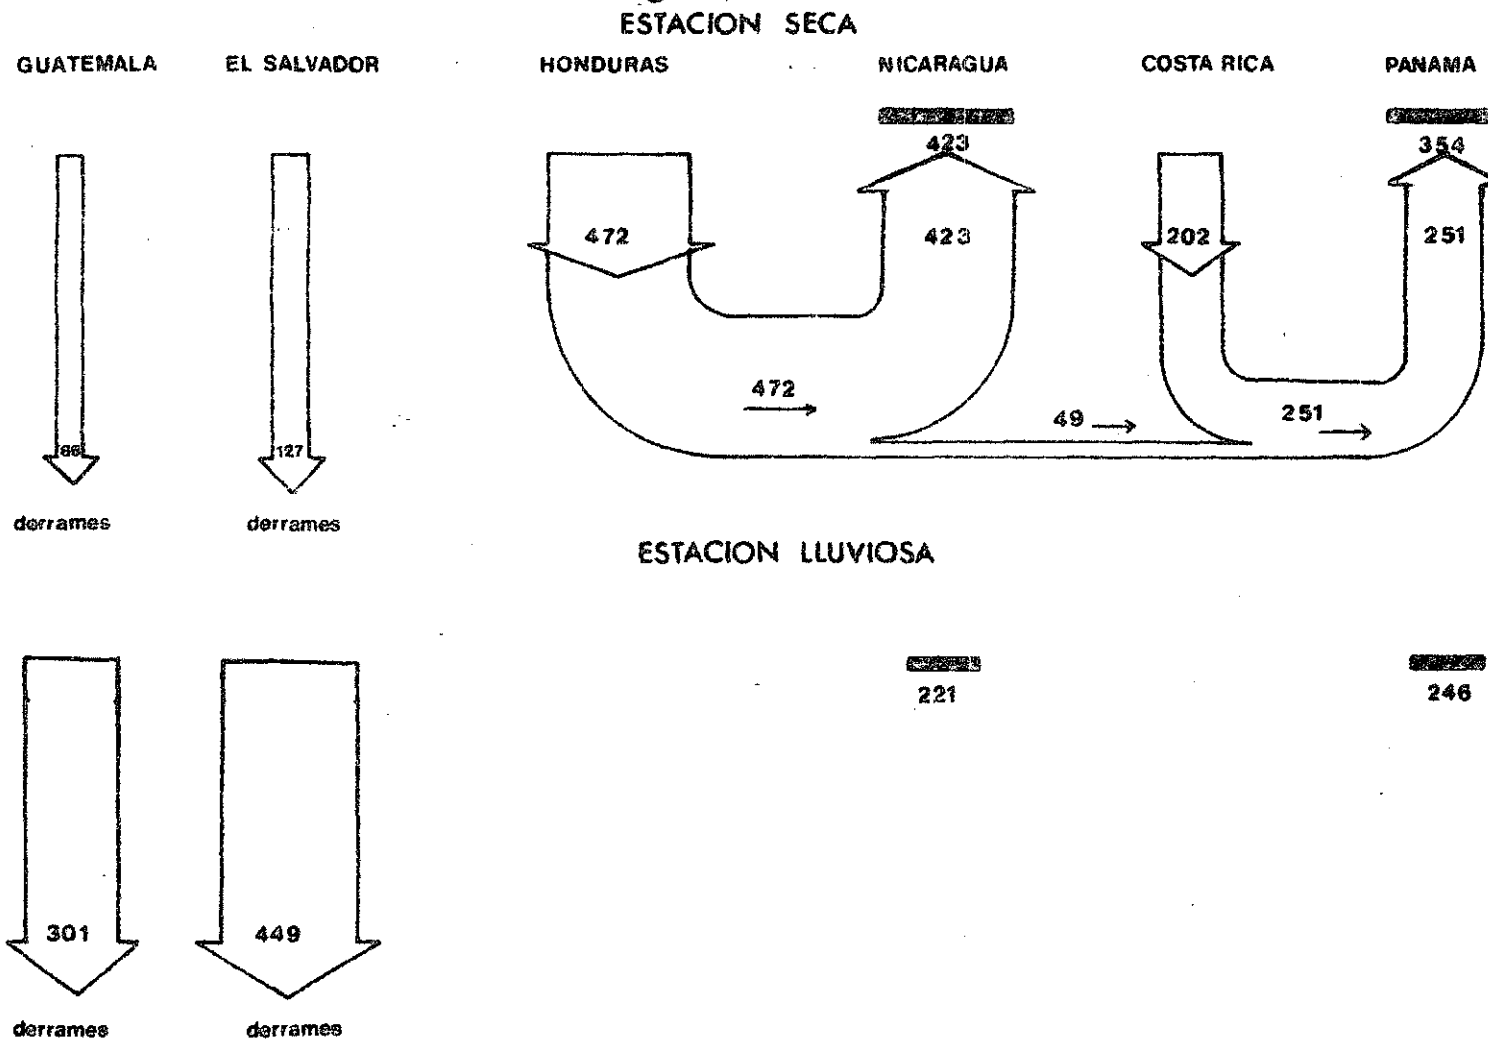 ESTACION SECA
GUATEMALA EL SALVADOR HONDURAS NICARAGUA COSTA RICA PANAMA
423 354
472 423 202 251
472
49 251
86 127
derrames derrames
ESTACION LLUVIOSA
221 246
301 449
derrames derrames